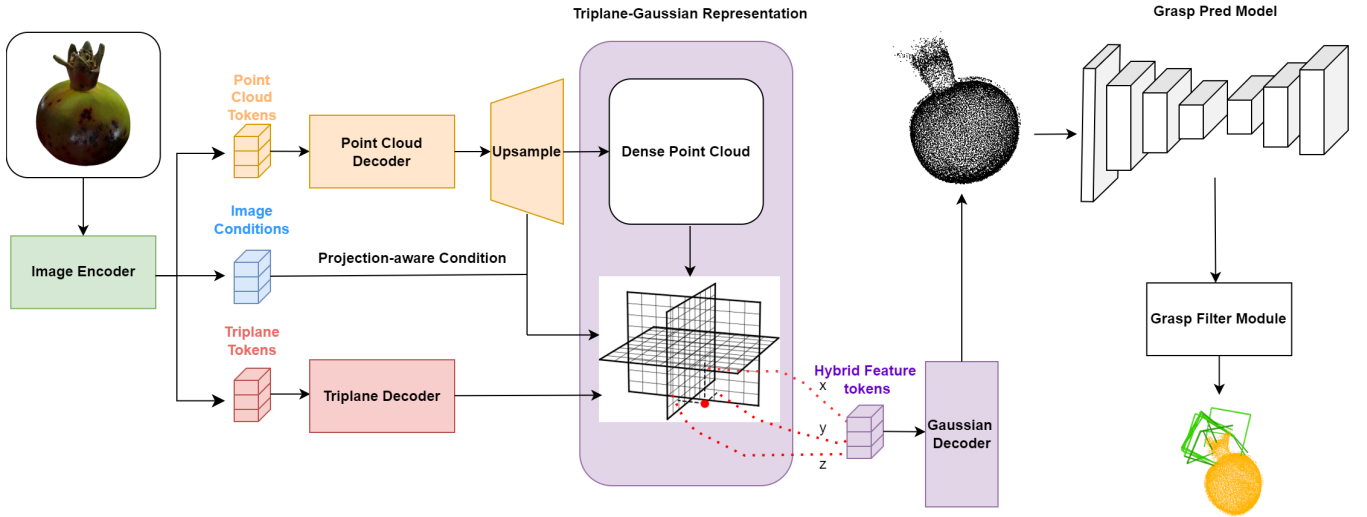 Triplane-Gaussian Representation
Grasp Pred Model
Point
Cloud
Tokens
Point Cloud
Decoder
Upsample
Dense Point Cloud
Image
Conditions
Image Encoder
Projection-aware Condition
Grasp Filter Module
Triplane
Tokens
Triplane Decoder
Hybrid Feature
tokens
x
y
z
Gaussian
Decoder